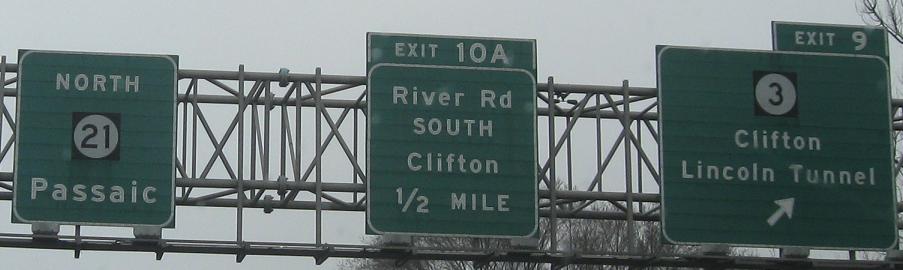 NORTH
21
Passaic
EXIT 10A
River Rd
SOUTH
Clifton
1/2 MILE
EXIT 9
3
Clifton
Lincoln Tunnel